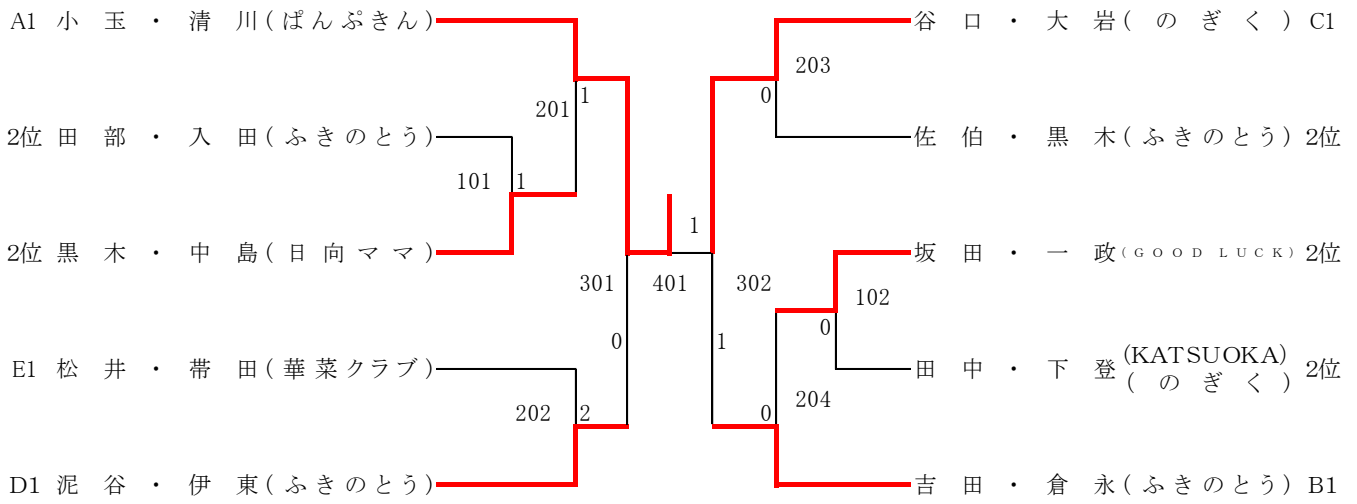 A1 小玉・清川(ぱんぷきん) 谷口・大岩(のぎく) C1
203
1 0
201
2位 田部・入田(ふきのとう) 佐伯・黒木(ふきのとう) 2位
101 1
1
2位 黒木・中島(日向ママ) 坂田・一政(GOOD LUCK) 2位
301 401 302 102
0 1 0
E1 松井・帯田(華菜クラブ) 田中・下登(KATSUOKA)(のぎく) 2位
202 2 0 204
D1 泥谷・伊東(ふきのとう) 吉田・倉永(ふきのとう) B1